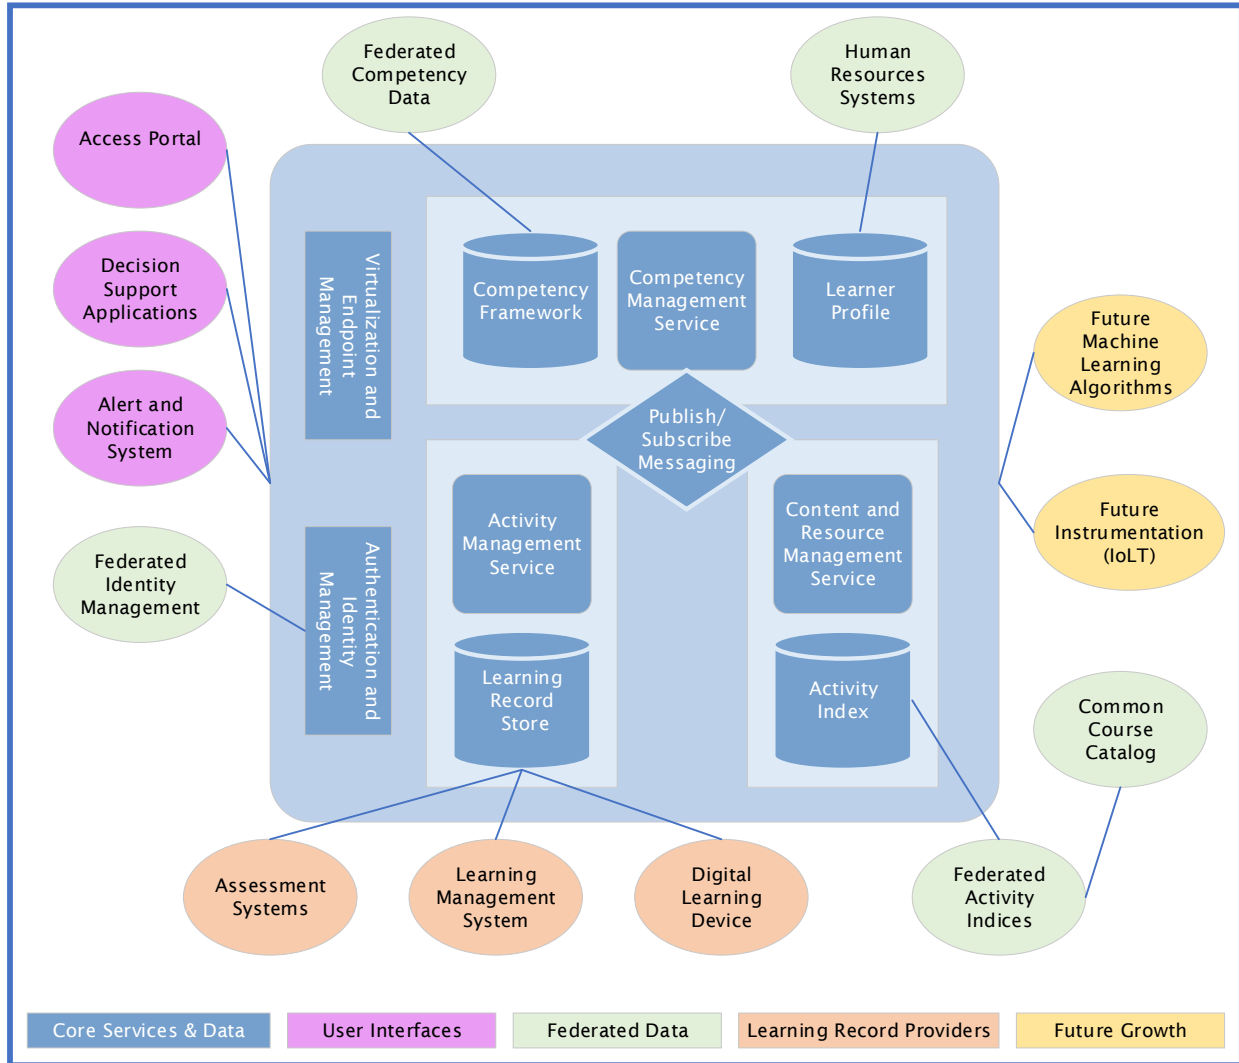 Federated
Competency
Data
Human
Resources
Systems
Access Portal
Decision
Support
Applications
Alert and
Notification
System
Federated
Identity
Management
Virtualization and
Endpoint
Management
Authentication and
Identity
Management
Competency
Framework
Competency
Management
Service
Learner
Profile
Publish/
Subscribe
Messaging
Activity
Management
Service
Content and
Resource
Management
Service
Learning
Record
Store
Activity
Index
Future
Machine
Learning
Algorithms
Future
Instrumentation
(IoLT)
Common
Course
Catalog
Assessment
Systems
Learning
Management
System
Digital
Learning
Device
Federated
Activity
Indices
Core Services & Data
User Interfaces
Federated Data
Learning Record Providers
Future Growth